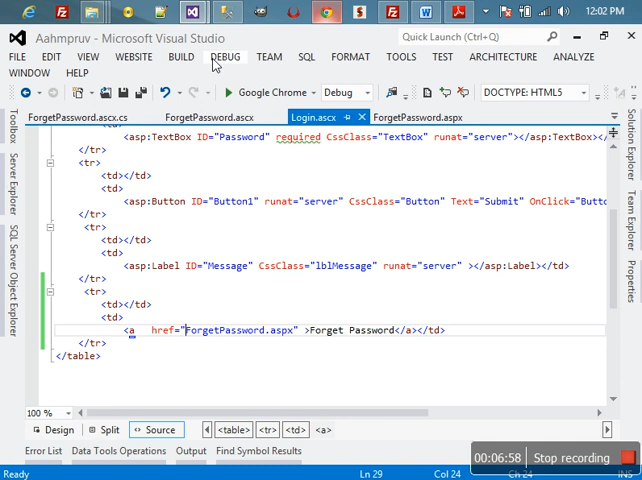 12:02 PM
Aahmpruv - Microsoft Visual Studio
Quick Launch (Ctrl+Q)
FILE EDIT VIEW WEBSITE BUILD DEBUG TEAM SQL FORMAT TOOLS TEST ARCHITECTURE ANALYZE
WINDOW HELP
Google Chrome Debug DOCTYPE: HTML5
ForgetPassword.ascx.cs ForgetPassword.ascx Login.ascx ForgetPassword.aspx
<asp:TextBox ID="Password" required CssClass="TextBox" runat="server"></asp:TextBox></
</tr>
<tr>
<td></td>
<td>
<asp:Button ID="Button1" runat="server" CssClass="Button" Text="Submit" OnClick="Butto
</tr>
<tr>
<td></td>
<td>
<asp:Label ID="Message" CssClass="lblMessage" runat="server" ></asp:Label></td>
</tr>
<tr>
<td></td>
<td>
<a href="ForgetPassword.aspx" >Forget Password</a></td>
</tr>
</table>
Toolbox
Server Explorer
SQL Server Object Explorer
Solution Explorer
Team Explorer
Properties
100 %
Design Split Source <table> <tr> <td> <a>
Error List Data Tools Operations Output Find Symbol Results
00:06:58 Stop recording
Ready Ln 29 Col 24 Ch 24 INS